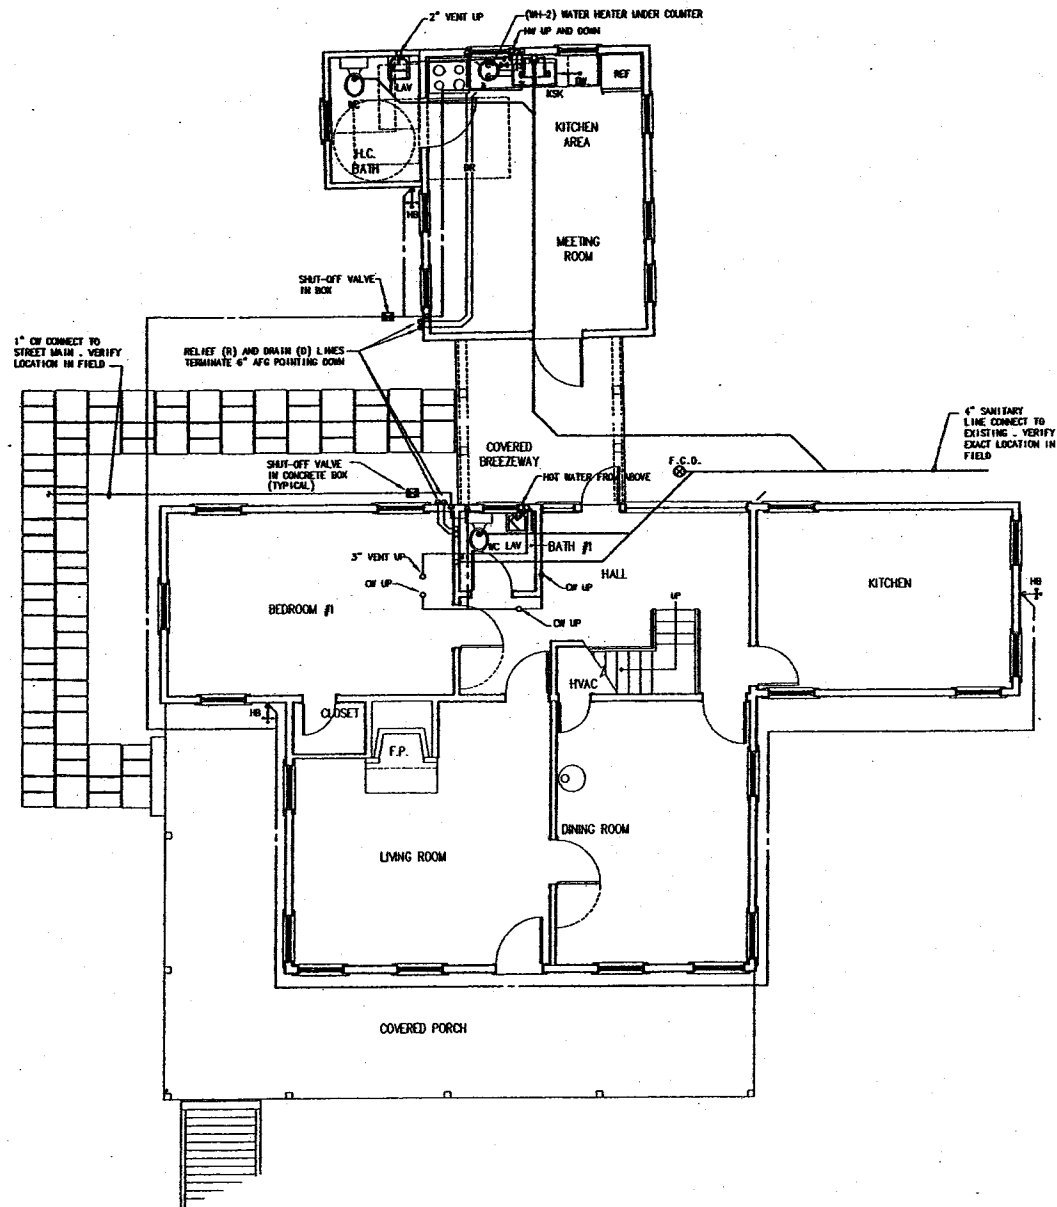 2" VENT UP
(WH-2) WATER HEATER UNDER COUNTER
HW UP AND DOWN
LAV
WC
REF
DW
KSK
KITCHEN
AREA
H.C.
BATH
DR
HB
MEETING
ROOM
SHUT-OFF VALVE
IN BOX
1" CW CONNECT TO
STREET MAIN . VERIFY
LOCATION IN FIELD
RELIEF (R) AND DRAIN (D) LINES
TERMINATE 6" AFG POINTING DOWN
4" SANITARY
LINE CONNECT TO
EXISTING . VERIFY
EXACT LOCATION IN
FIELD
COVERED
BREEZEWAY
F.C.O.
SHUT-OFF VALVE
IN CONCRETE BOX
(TYPICAL)
HOT WATER FROM ABOVE
3" VENT UP
WC LAV
BATH #1
HALL
CW UP
CW UP
CW UP
BEDROOM #1
KITCHEN
HB
UP
HVAC
HB
CLOSET
F.P.
DINING ROOM
LIVING ROOM
COVERED PORCH